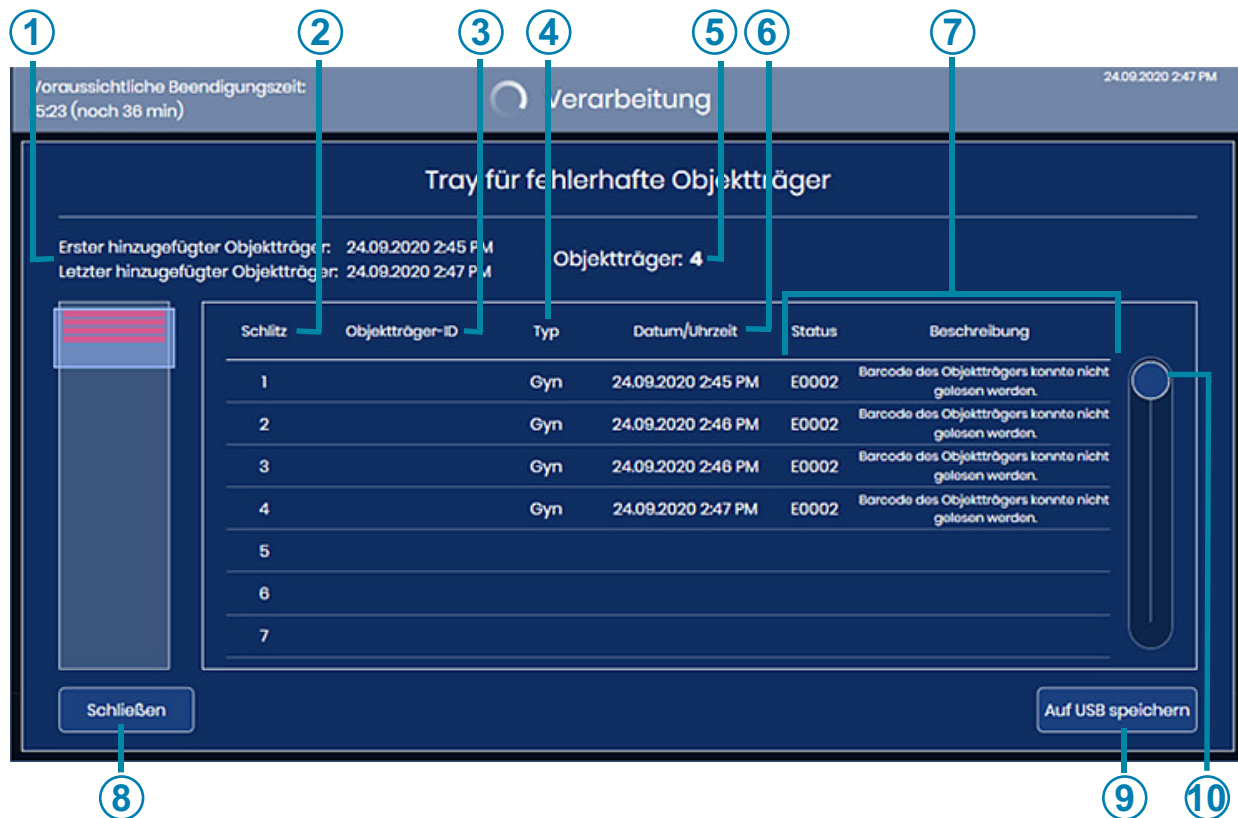 1 2 3 4 5 6 7
Voraussichtliche Beendigungszeit:
5:23 (noch 36 min)
Verarbeitung
24.09.2020 2:47 PM
Tray für fehlerhafte Objektträger
Erster hinzugefügter Objektträger: 24.09.2020 2:45 PM
Letzter hinzugefügter Objektträger: 24.09.2020 2:47 PM
Objektträger: 4
Schlitz Objektträger-ID Typ Datum/Uhrzeit Status Beschreibung
1 Gyn 24.09.2020 2:45 PM E0002 Barcode des Objektträgers konnte nicht
gelesen werden.
2 Gyn 24.09.2020 2:46 PM E0002 Barcode des Objektträgers konnte nicht
gelesen werden.
3 Gyn 24.09.2020 2:46 PM E0002 Barcode des Objektträgers konnte nicht
gelesen werden.
4 Gyn 24.09.2020 2:47 PM E0002 Barcode des Objektträgers konnte nicht
gelesen werden.
5
6
7
Schließen
Auf USB speichern
8 9 10